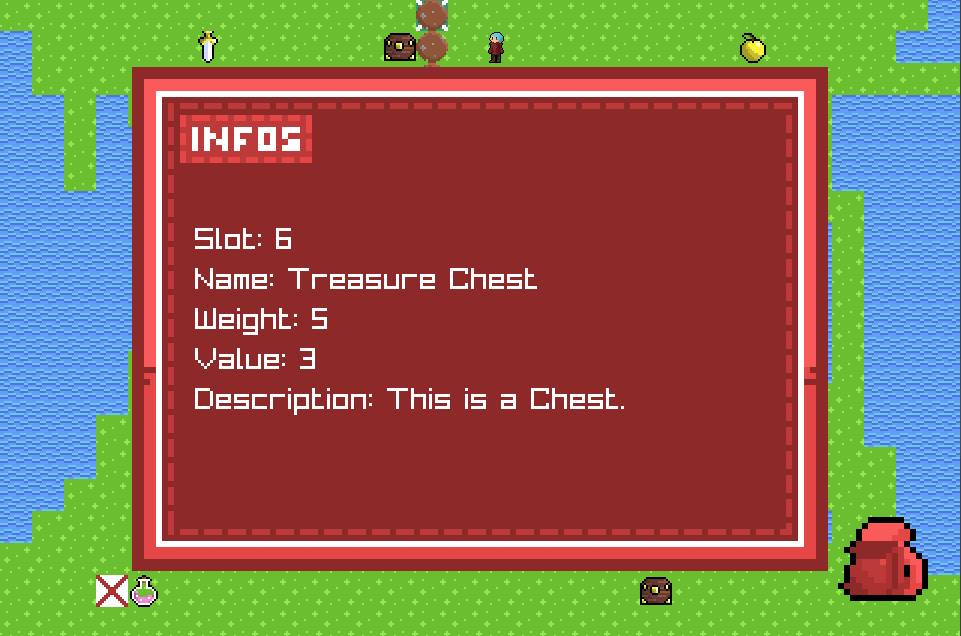 INFOS
Slot: 6
Name: Treasure Chest
Weight: 5
Value: 3
Description: This is a Chest.